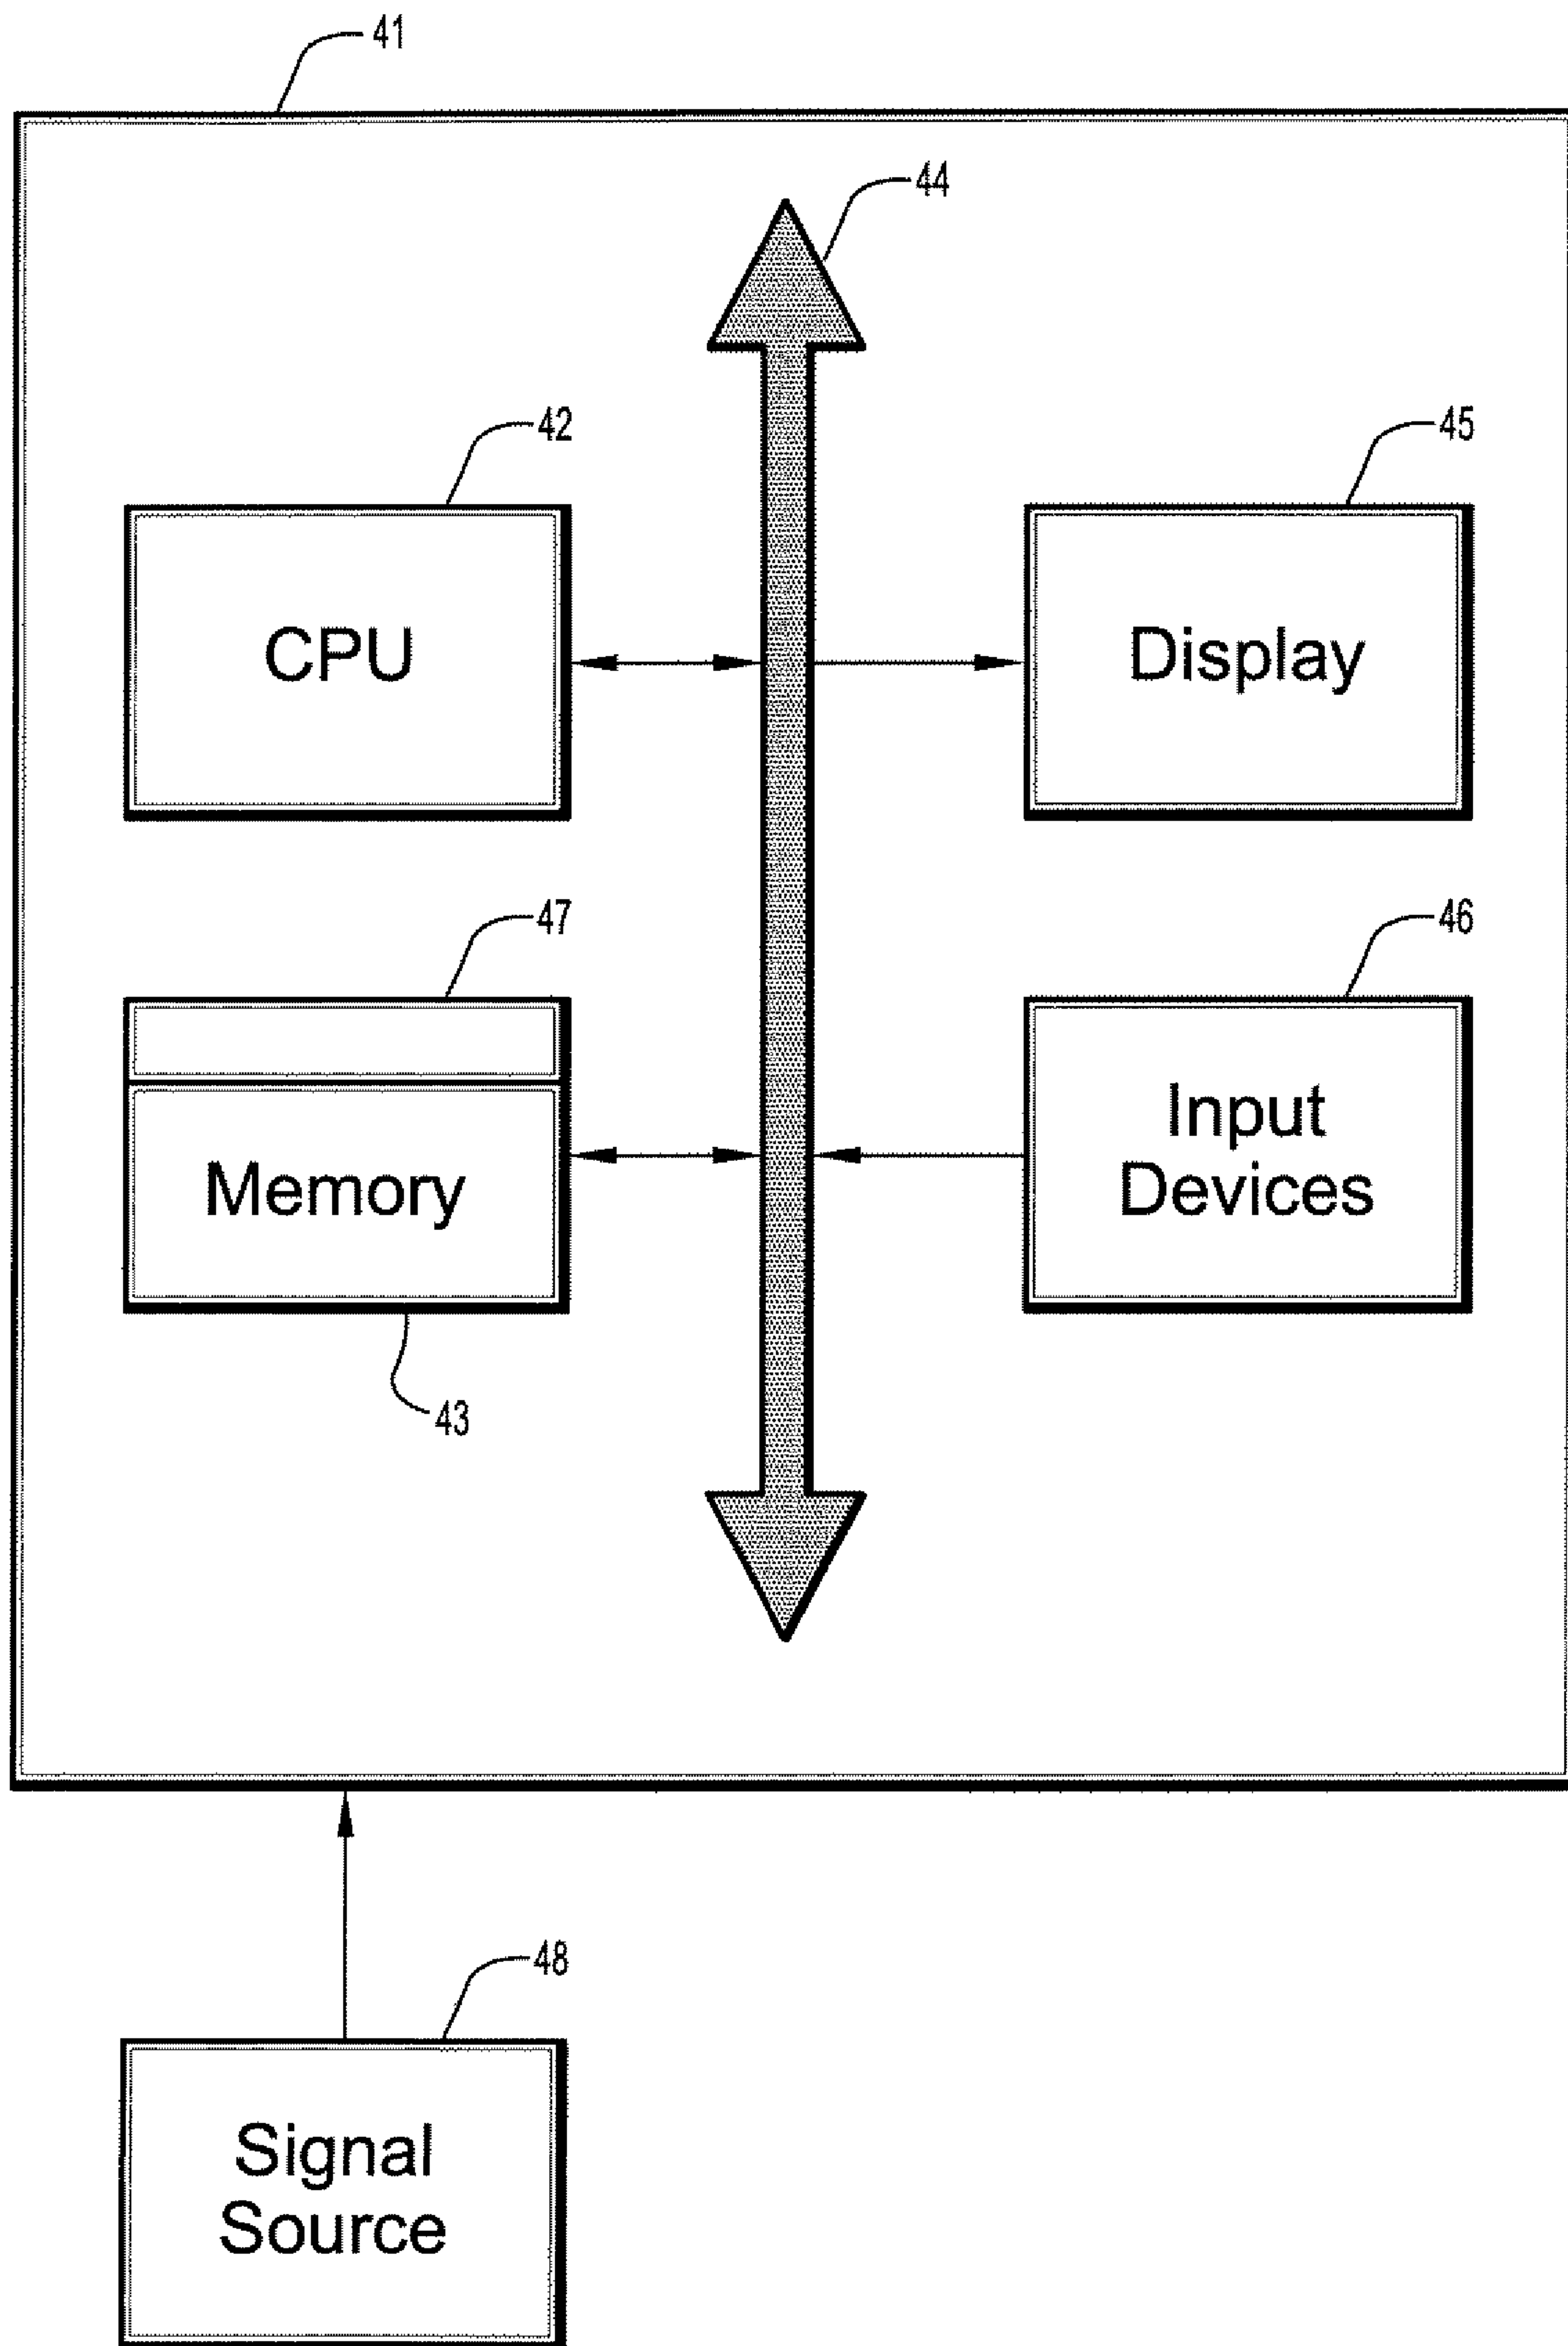 41
44
42
45
CPU
Display
47
46
Memory
Input
Devices
43
48
Signal
Source